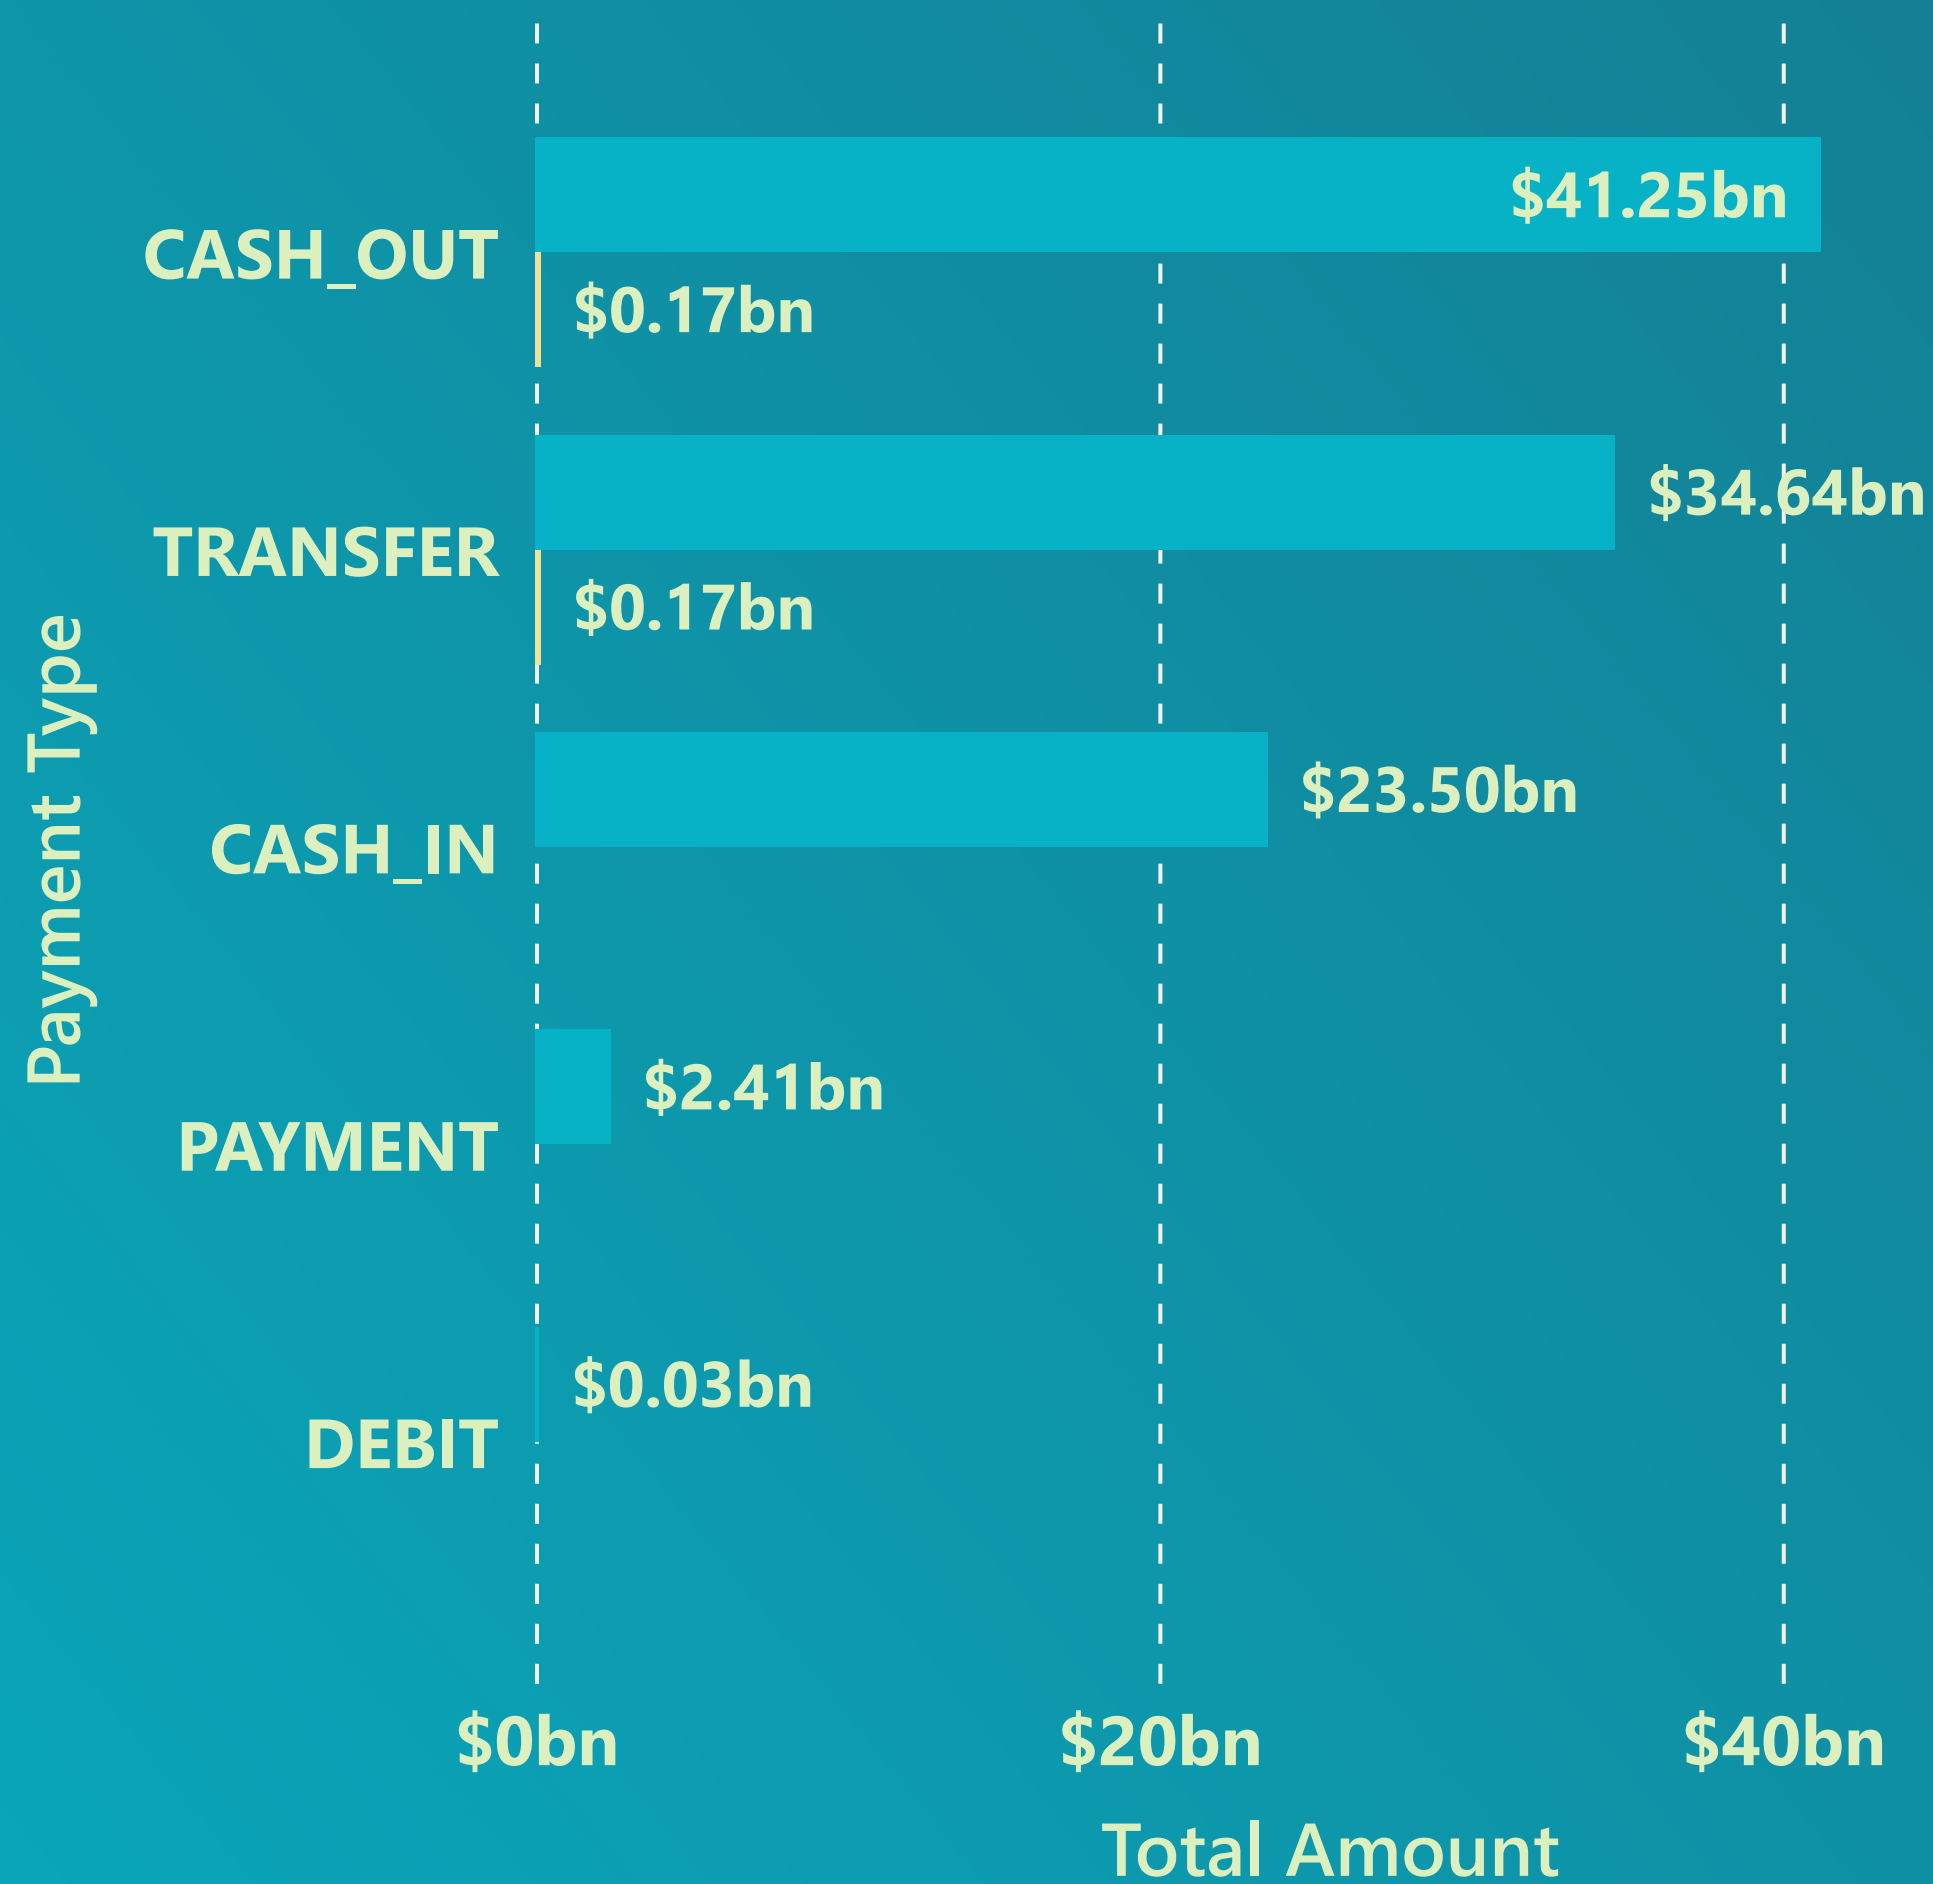 Payment Type
CASH_OUT
$41.25bn
$0.17bn
TRANSFER
$34.64bn
$0.17bn
CASH_IN
$23.50bn
PAYMENT
$2.41bn
DEBIT
$0.03bn
$0bn $20bn $40bn
Total Amount